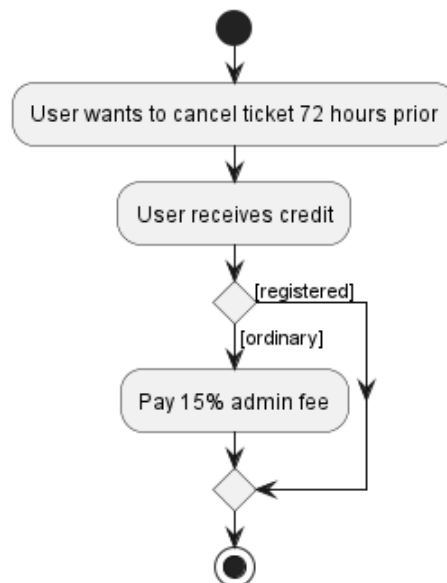 User wants to cancel ticket 72 hours prior
User receives credit
[registered]
[ordinary]
Pay 15% admin fee